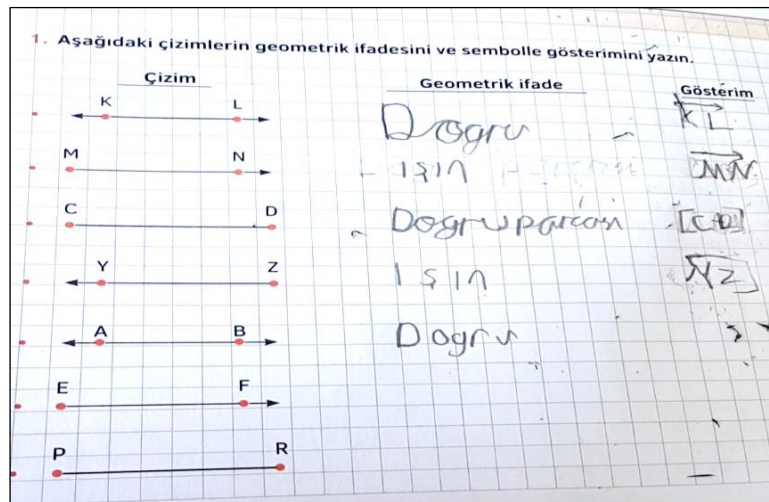 1. Aşağıdaki çizimlerin geometrik ifadesini ve sembolle gösterimini yazın.
Çizim Geometrik ifade Gösterim
K L Dogru KL
M N ışın MN
C D Dogruparcası [CD]
Y Z Işın YZ
A B Dogru
E F
P R